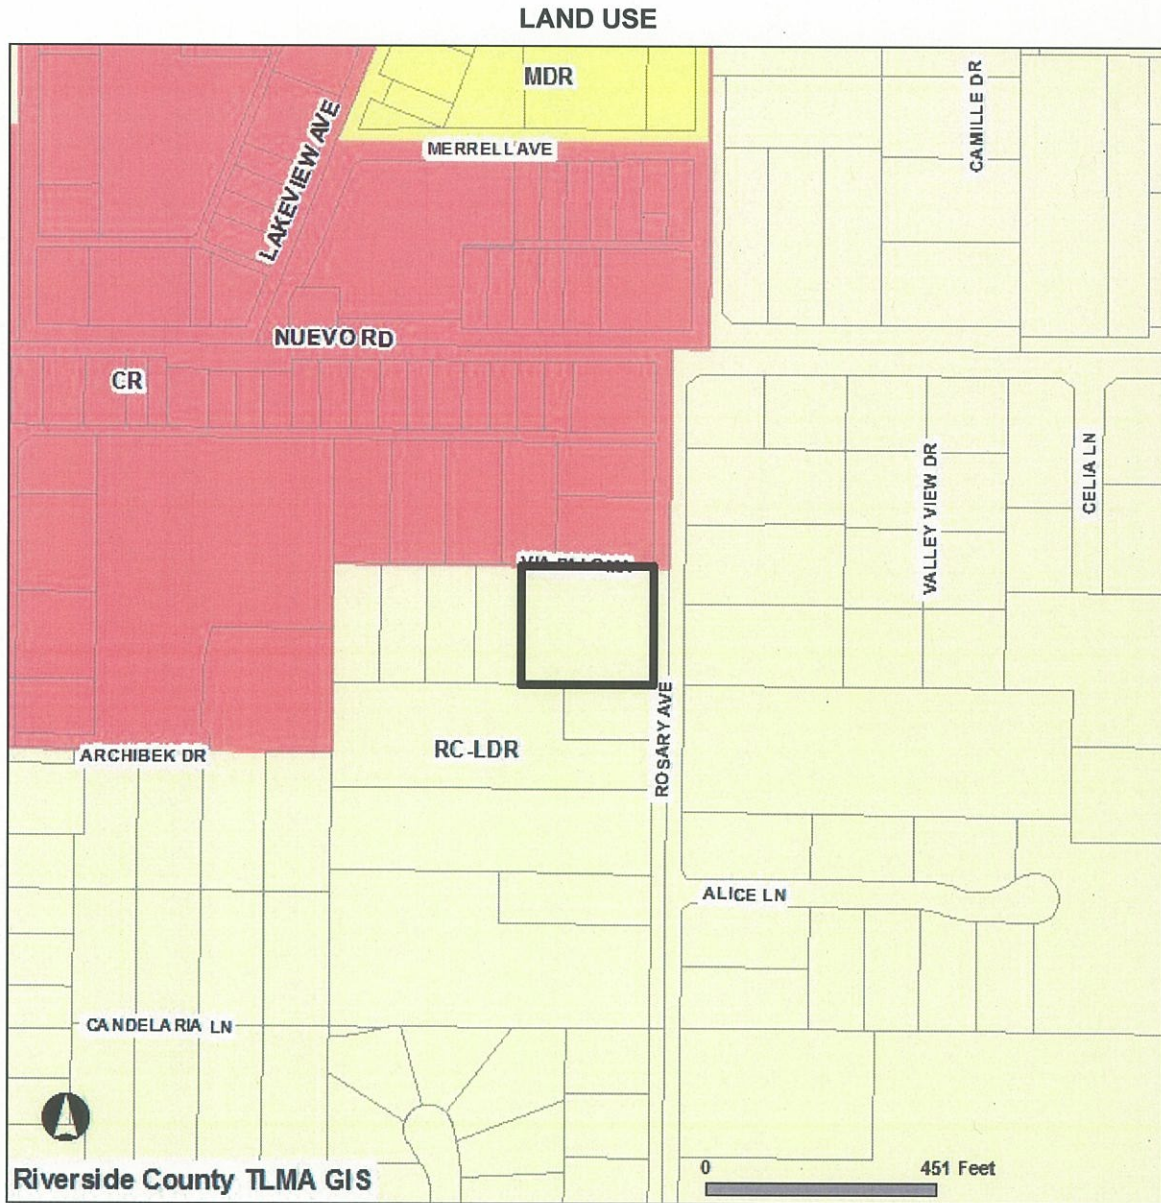 LAND USE
MDR
CAMILLE DR
LAKEVIEW AVE
MERRELL AVE
NUEVO RD
CR
VALLEY VIEW DR
CELIA LN
VIA
ROSARY AVE
RC-LDR
ARCHIBEK DR
ALICE LN
CANDELARIA LN
Riverside County TLMA GIS
0 451 Feet